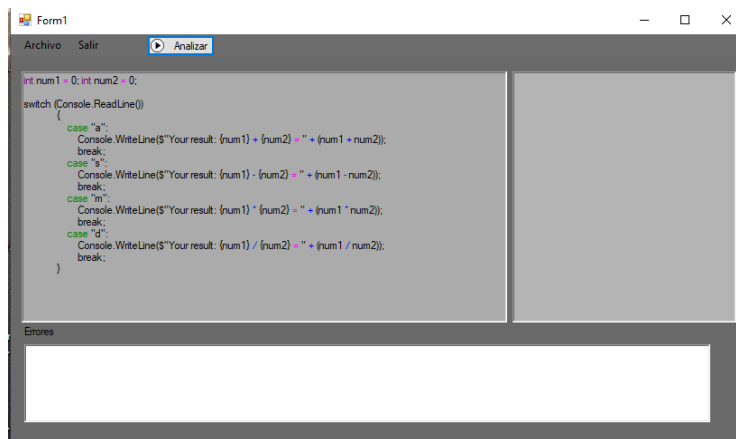 Form1
Archivo Salir Analizar
int num1 = 0; int num2 = 0;
switch (Console.ReadLine())
{
case "a":
Console.WriteLine($"Your result: {num1} + {num2} = " + (num1 + num2));
break;
case "s":
Console.WriteLine($"Your result: {num1} - {num2} = " + (num1 - num2));
break;
case "m":
Console.WriteLine($"Your result: {num1} * {num2} = " + (num1 * num2));
break;
case "d":
Console.WriteLine($"Your result: {num1} / {num2} = " + (num1 / num2));
break;
}
Errores